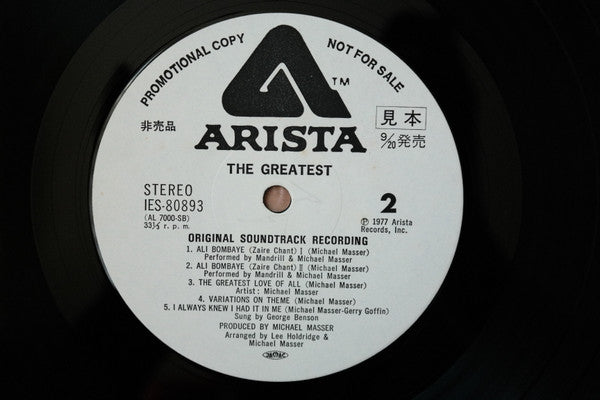 PROMOTIONAL COPY
NOT FOR SALE
TM
非売品
見本
ARISTA
9/20発売
THE GREATEST
STEREO
IES-80893
(AL 7000-SB)
33⅓ r. p. m.
2
Ⓟ 1977 Arista
Records, Inc.
ORIGINAL SOUNDTRACK RECORDING
1. ALI BOMBAYE (Zaire Chant) Ⅰ (Michael Masser)
Performed by Mandrill & Michael Masser
2. ALI BOMBAYE (Zaire Chant) Ⅱ (Michael Masser)
Performed by Mandrill & Michael Masser
3. THE GREATEST LOVE OF ALL (Michael Masser)
Artist : Michael Masser
4. VARIATIONS ON THEME (Michael Masser)
5. I ALWAYS KNEW I HAD IT IN ME (Michael Masser-Gerry Goffin)
Sung by George Benson
PRODUCED BY MICHAEL MASSER
Arranged by Lee Holdridge &
Michael Masser
JASRAC